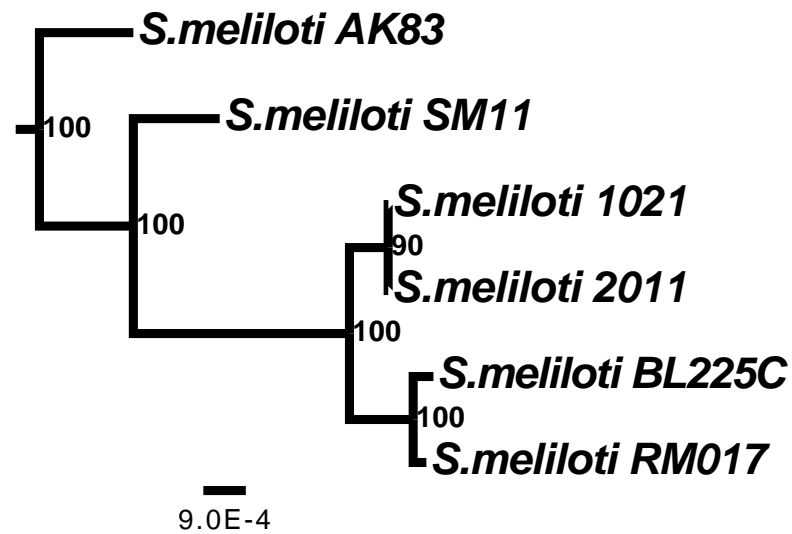 S.meliloti AK83
100
S.meliloti SM11
100
S.meliloti 1021
90
S.meliloti 2011
100
S.meliloti BL225C
100
S.meliloti RM017
9.0E-4